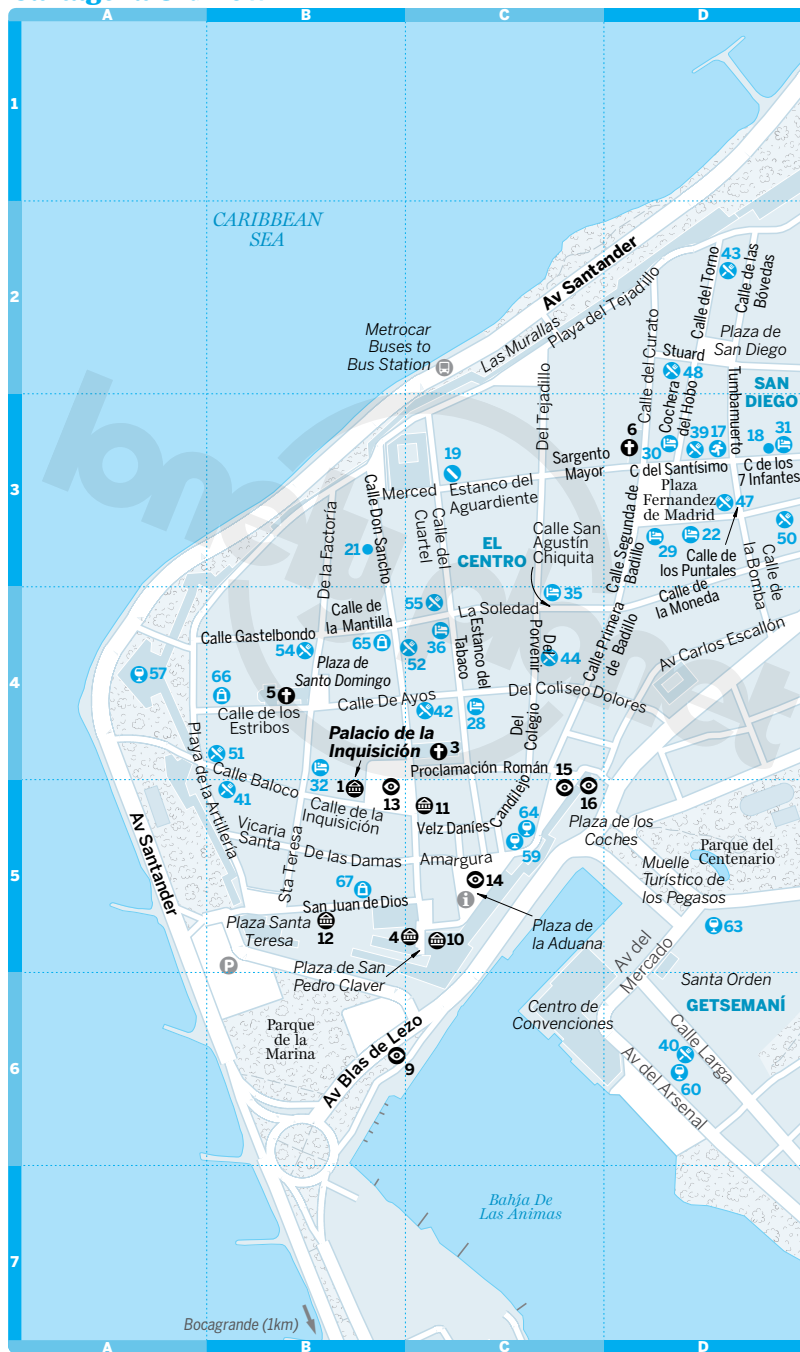 A
B
C
D
1
CARIBBEAN
SEA
Av Santander
43
Calle del Torno
Calle de las
Bóvedas
2
Playa del Tejadillo
Las Murallas
Metrocar
Buses to
Bus Station
Plaza de
San Diego
Stuard
48
Calle del Curato
Cochera
del Hobo
Tumbamuerto
SAN
DIEGO
Del Tejadillo
6
30
39
17
18
31
19
Sargento
Mayor
C del Santísimo
C de los
7 Infantes
3
Merced
Estanco del
Aguardiente
Plaza
Fernandez
de Madrid
47
Calle Don Sancho
Calle del
Cuartel
De la Factoría
21
EL
CENTRO
Calle San
Agustín
Chiquita
Calle Segunda de
Badillo
29
22
50
Calle de
los Puntales
Calle de
la Bomba
lonely planet
35
Calle de
la Moneda
55
La Soledad
Calle de
la Mantilla
Calle Gastelbondo
65
36
52
54
Plaza de
Santo Domingo
Estanco del
Tabaco
Del
Porvenir
44
Calle Primera
de Badillo
Av Carlos Escallón
4
57
66
5
Calle De Ayos
Del Coliseo
Dolores
Calle de los
Estribos
42
28
Del
Colegio
Palacio de la
Inquisición
3
51
Playa de la Artillería
Calle Baloco
32
1
13
Proclamación
Román
15
16
41
Calle de la
Inquisición
11
Candilejo
64
Plaza de los
Coches
Vicaria
Santa
Sta Teresa
Velz Daníes
59
Av Santander
De las Damas
Amargura
Parque del
Centenario
5
67
14
Muelle
Turístico de
los Pegasos
San Juan de Dios
Plaza Santa
Teresa
12
4
10
i
Plaza de
la Aduana
63
Plaza de San
Pedro Claver
P
Av del
Mercado
Santa Orden
GETSEMANÍ
Centro de
Convenciones
Parque
de la
Marina
6
Av Blas de Lezo
9
40
Calle Larga
60
Av del Arsenal
Bahía De
Las Animas
7
Bocagrande (1km)
A
B
C
D